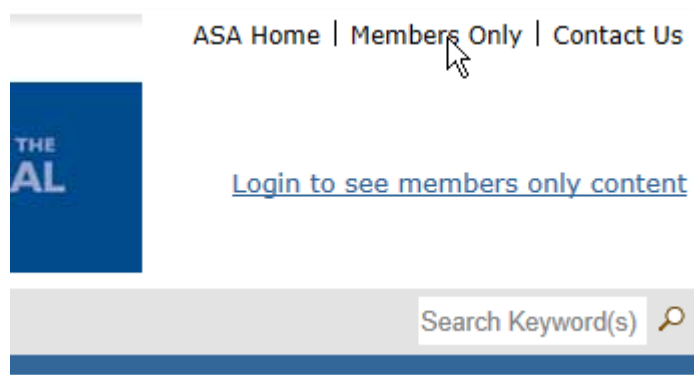 ASA Home | Members Only | Contact Us
THE
AL
Login to see members only content
Search Keyword(s)